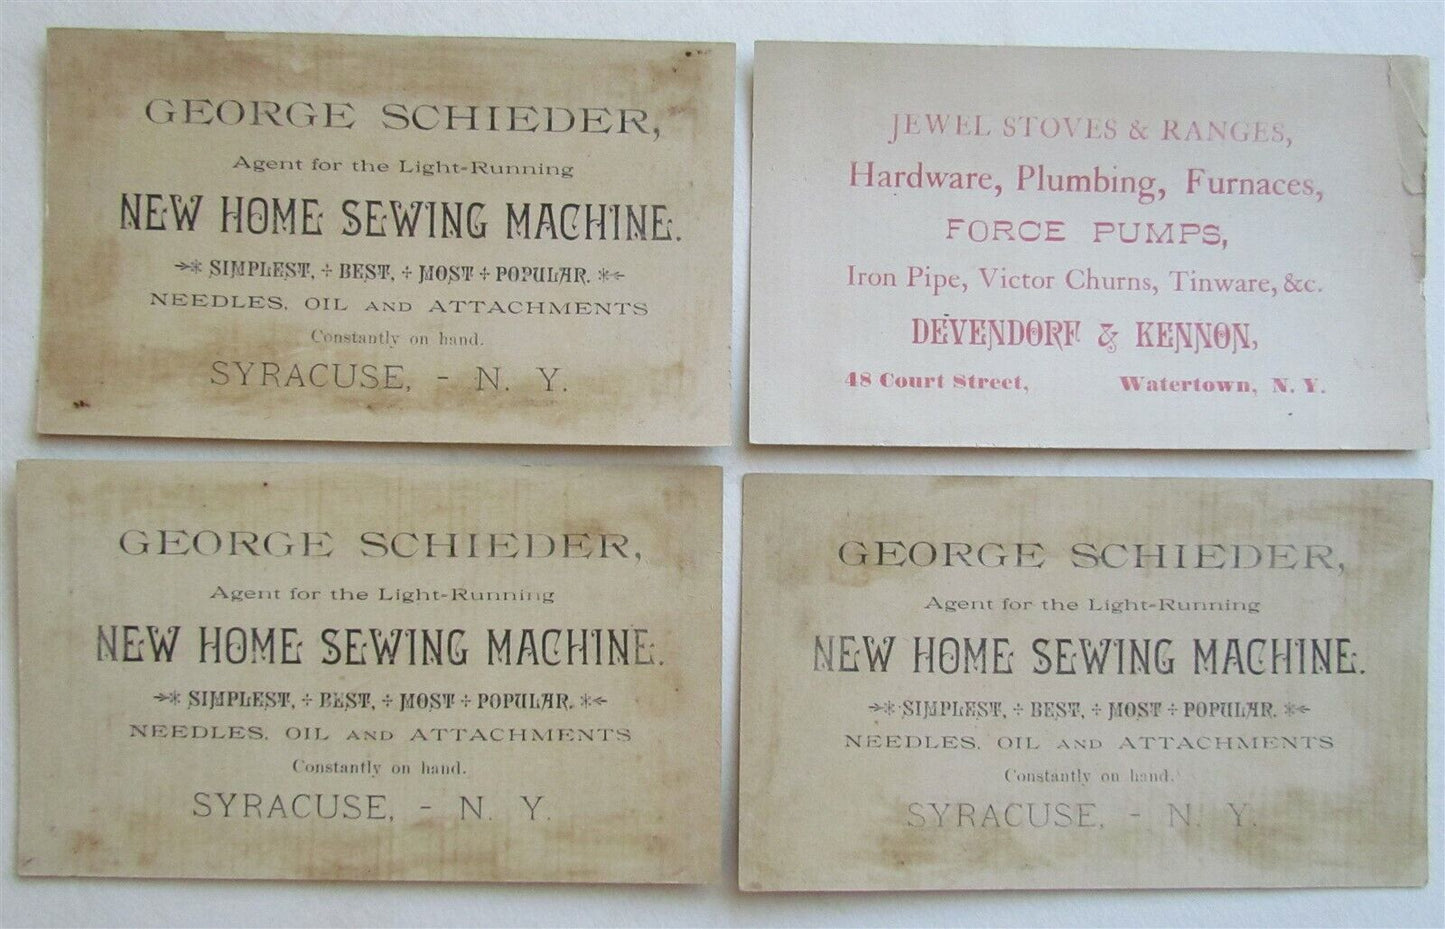 GEORGE SCHIEDER,
Agent for the Light-Running
NEW HOME SEWING MACHINE.
SIMPLEST, ÷ BEST, ÷ MOST ÷ POPULAR.
NEEDLES, OIL AND ATTACHMENTS
Constantly on hand.
SYRACUSE, - N. Y.
JEWEL STOVES & RANGES,
Hardware, Plumbing, Furnaces,
FORCE PUMPS,
Iron Pipe, Victor Churns, Tinware, &c.
DEVENDORF & KENNON,
48 Court Street, Watertown, N. Y.
GEORGE SCHIEDER,
Agent for the Light-Running
NEW HOME SEWING MACHINE.
SIMPLEST, ÷ BEST, ÷ MOST ÷ POPULAR.
NEEDLES, OIL AND ATTACHMENTS
Constantly on hand.
SYRACUSE, - N. Y.
GEORGE SCHIEDER,
Agent for the Light-Running
NEW HOME SEWING MACHINE.
SIMPLEST, ÷ BEST, ÷ MOST ÷ POPULAR.
NEEDLES, OIL AND ATTACHMENTS
Constantly on hand.
SYRACUSE, - N. Y.